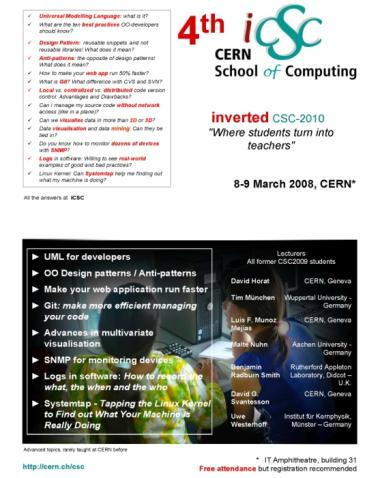 ✓ Universal Modelling Language: what is it?
✓ What are the ten best practices OO-developers
should know?
✓ Design Pattern: reusable snippets and not
reusable libraries! What does it mean?
✓ Anti-patterns: the opposite of design patterns!
What does it mean?
✓ How to make your web app run 50% faster?
✓ What is Git? What difference with CVS and SVN?
✓ Local vs. centralized vs. distributed code version
control: Advantages and Drawbacks?
✓ Can i manage my source code without network
access (like in a plane)?
✓ Can we visualize data in more than 2D or 3D?
✓ Data visualisation and data mining: Can they be
tied in?
✓ Do you know how to monitor dozens of devices
with SNMP?
✓ Logs in software: Willing to see real-world
examples of good and bad practices?
✓ Linux Kernel: Can Systemtap help me finding out
what my machine is doing?
All the answers at iCSC
4th iCSC
CERN
School of Computing
inverted CSC-2010
"Where students turn into
teachers"
8-9 March 2008, CERN*
► UML for developers
► OO Design patterns / Anti-patterns
► Make your web application run faster
► Git: make more efficient managing
your code
► Advances in multivariate
visualisation
► SNMP for monitoring devices
► Logs in software: How to record the
what, the when and the who
► Systemtap - Tapping the Linux Kernel
to Find out What Your Machine is
Really Doing
Lecturers
All former CSC2009 students
David Horat CERN, Geneva
Tim München Wuppertal University -
Germany
Luis F. Munoz CERN, Geneva
Mejias
Malte Nuhn Aachen University -
Germany
Benjamin Rutherford Appleton
Radburn Smith Laboratory, Didcot –
U.K.
David G. CERN, Geneva
Svantesson
Uwe Institut für Kernphysik,
Westerhoff Münster – Germany
Advanced topics, rarely taught at CERN before
* IT Amphitheatre, building 31
http://cern.ch/csc
Free attendance but registration recommended